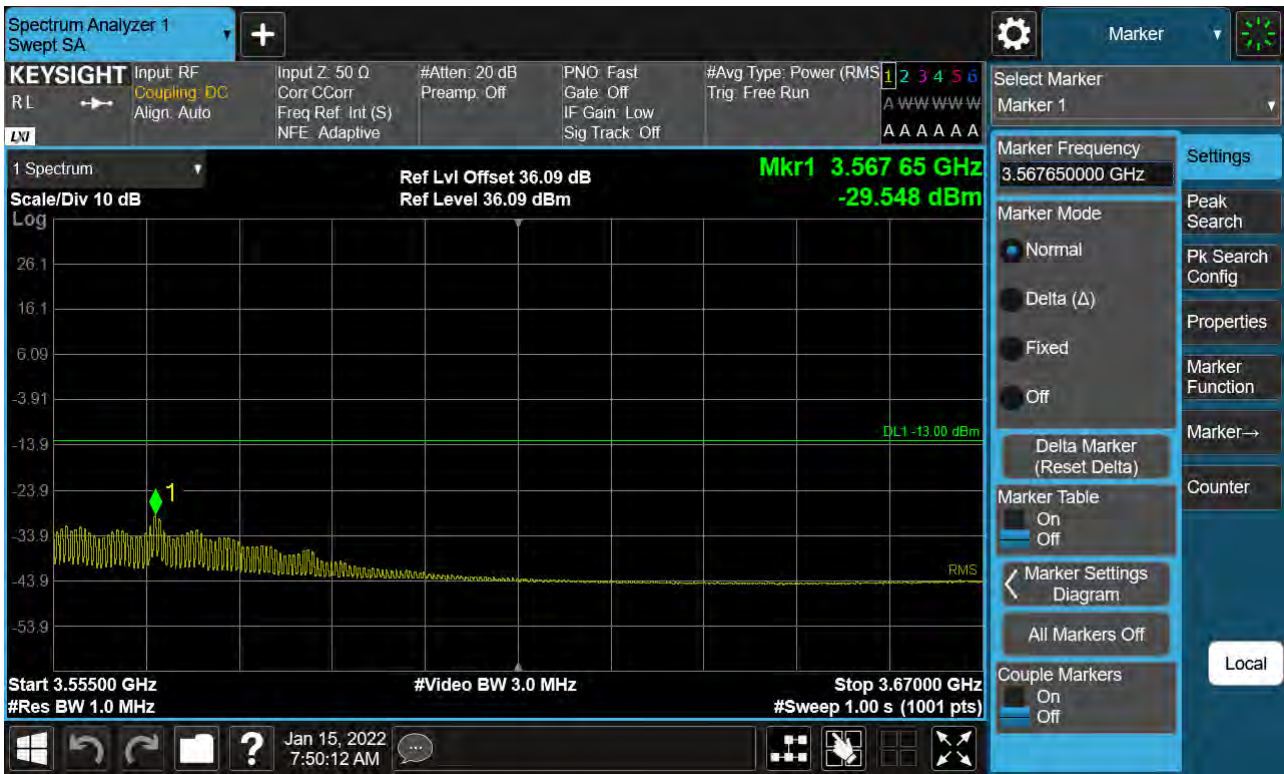 Spectrum Analyzer 1
Swept SA
+
Marker
KEYSIGHT
R L
LXI
Input: RF
Coupling: DC
Align: Auto
Input Z: 50 Ω
Corr CCorr
Freq Ref: Int (S)
NFE: Adaptive
#Atten: 20 dB
Preamp: Off
PNO: Fast
Gate: Off
IF Gain: Low
Sig Track: Off
#Avg Type: Power (RMS
Trig: Free Run
1 2 3 4 5 6
A W W W W W
A A A A A A
Select Marker
Marker 1
1 Spectrum
Scale/Div 10 dB
Log
Ref Lvl Offset 36.09 dB
Ref Level 36.09 dBm
Mkr1 3.567 65 GHz
-29.548 dBm
26.1
16.1
6.09
-3.91
-13.9
-23.9
-33.9
-43.9
-53.9
DL1 -13.00 dBm
1
RMS
Start 3.55500 GHz
#Res BW 1.0 MHz
#Video BW 3.0 MHz
Stop 3.67000 GHz
#Sweep 1.00 s (1001 pts)
Marker Frequency
3.567650000 GHz
Marker Mode
Normal
Delta (Δ)
Fixed
Off
Delta Marker
(Reset Delta)
Marker Table
On
Off
Marker Settings
Diagram
All Markers Off
Couple Markers
On
Off
Settings
Peak
Search
Pk Search
Config
Properties
Marker
Function
Marker→
Counter
Local
?
Jan 15, 2022
7:50:12 AM